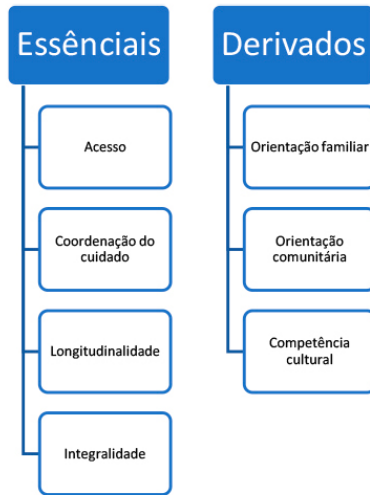 Essênciais
Acesso
Coordenação do
cuidado
Longitudinalidade
Integralidade
Derivados
Orientação familiar
Orientação
comunitária
Competência
cultural